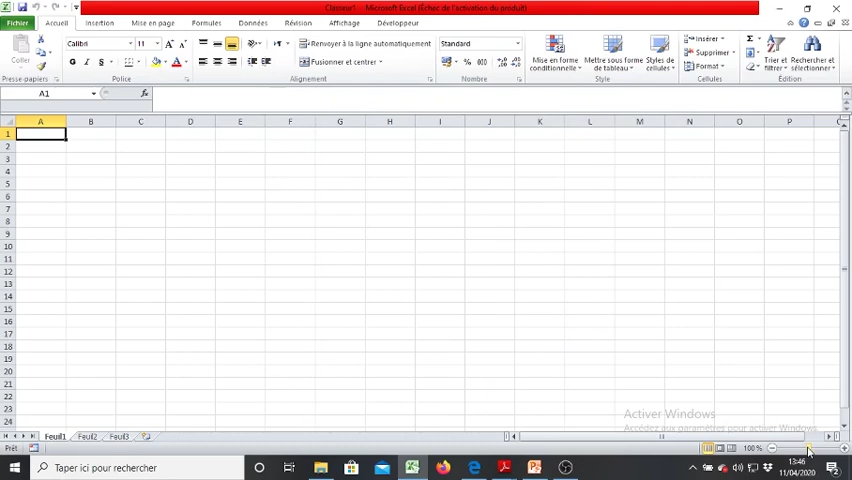 Classeur1 - Microsoft Excel (Échec de l'activation du produit)
Fichier Accueil Insertion Mise en page Formules Données Révision Affichage Développeur
Coller
Calibri 11
G I S
Renvoyer à la ligne automatiquement
Fusionner et centrer
Standard
% 000
Mise en forme conditionnelle
Mettre sous forme de tableau
Styles de cellules
Insérer
Supprimer
Format
Σ
Trier et filtrer
Rechercher et sélectionner
Presse-papiers Police Alignement Nombre Style Cellules Édition
A1 fx
A B C D E F G H I J K L M N O P
1
2
3
4
5
6
7
8
9
10
11
12
13
14
15
16
17
18
19
20
21
22
23
24
Activer Windows
Accédez aux paramètres pour activer Windows.
Feuil1 Feuil2 Feuil3
Prêt 100 %
Taper ici pour rechercher
13:46
11/04/2020
2